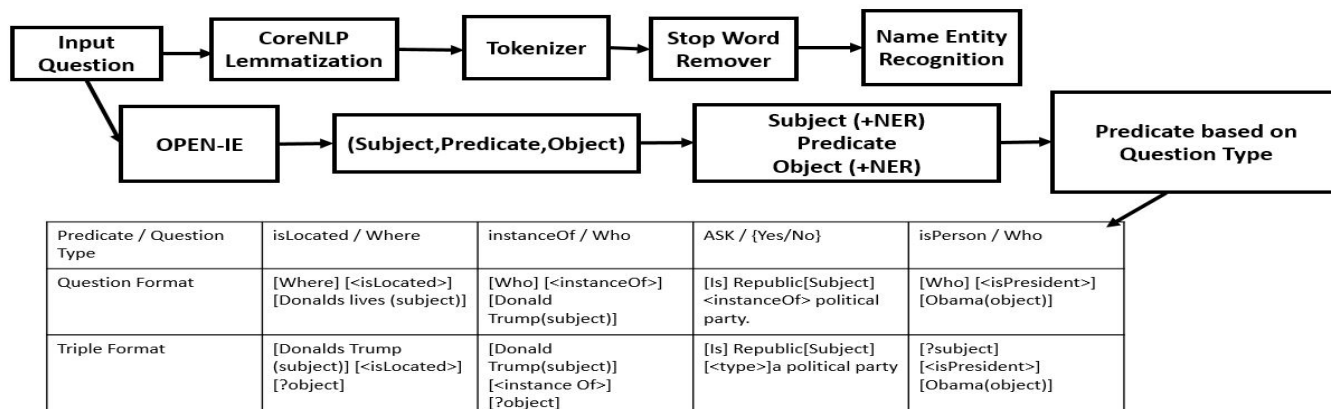 Input
Question
CoreNLP
Lemmatization
Tokenizer
Stop Word
Remover
Name Entity
Recognition
OPEN-IE
(Subject,Predicate,Object)
Subject (+NER)
Predicate
Object (+NER)
Predicate based on
Question Type
Predicate / Question
Type
isLocated / Where
instanceOf / Who
ASK / {Yes/No}
isPerson / Who
Question Format
[Where] [<isLocated>]
[Donalds lives (subject)]
[Who] [<instanceOf>]
[Donald
Trump(subject)]
[Is] Republic[Subject]
<instanceOf> political
party.
[Who] [<isPresident>]
[Obama(object)]
Triple Format
[Donalds Trump
(subject)] [<isLocated>]
[?object]
[Donald
Trump(subject)]
[<instance Of>]
[?object]
[Is] Republic[Subject]
[<type>]a political party
[?subject]
[<isPresident>]
[Obama(object)]